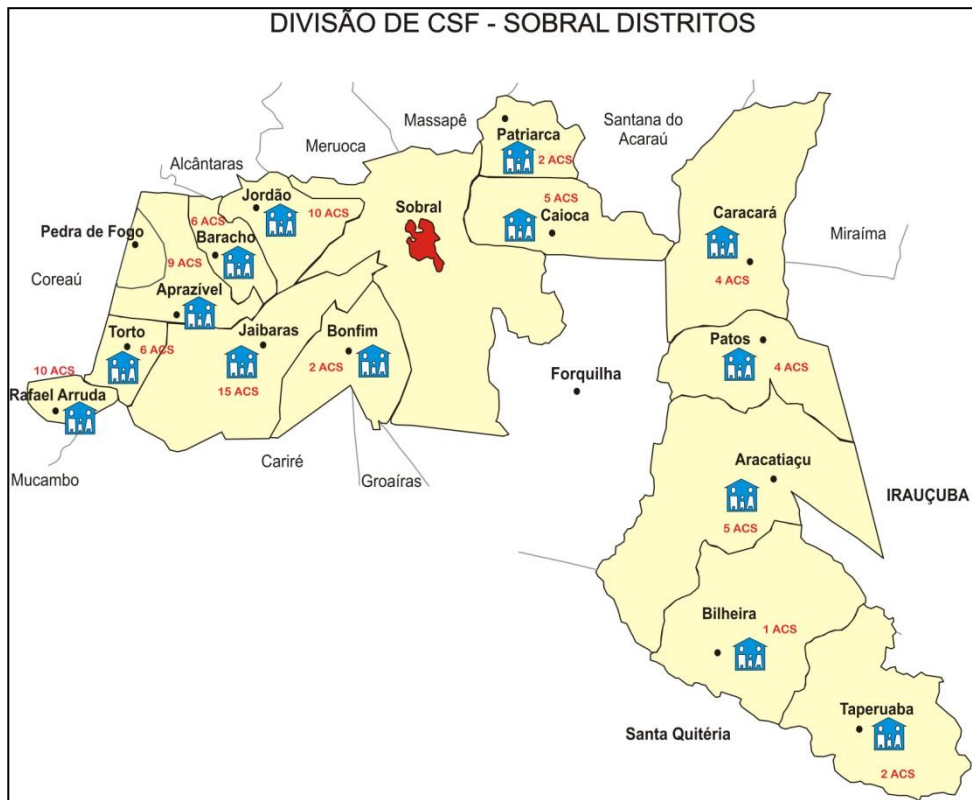 DIVISÃO DE CSF - SOBRAL DISTRITOS
Massapê
Santana do
Acaraú
Patriarca
2 ACS
Meruoca
Alcântaras
Jordão
10 ACS
5 ACS
Caioca
Sobral
Caracará
4 ACS
Miraíma
6 ACS
Baracho
Pedra de Fogo
9 ACS
Coreaú
Aprazível
Torto
6 ACS
Jaibaras
15 ACS
Bonfim
2 ACS
Patos
4 ACS
Forquilha
10 ACS
Rafael Arruda
Mucambo
Cariré
Groaíras
Aracatiaçu
5 ACS
IRAUÇUBA
Bilheira
1 ACS
Santa Quitéria
Taperuaba
2 ACS